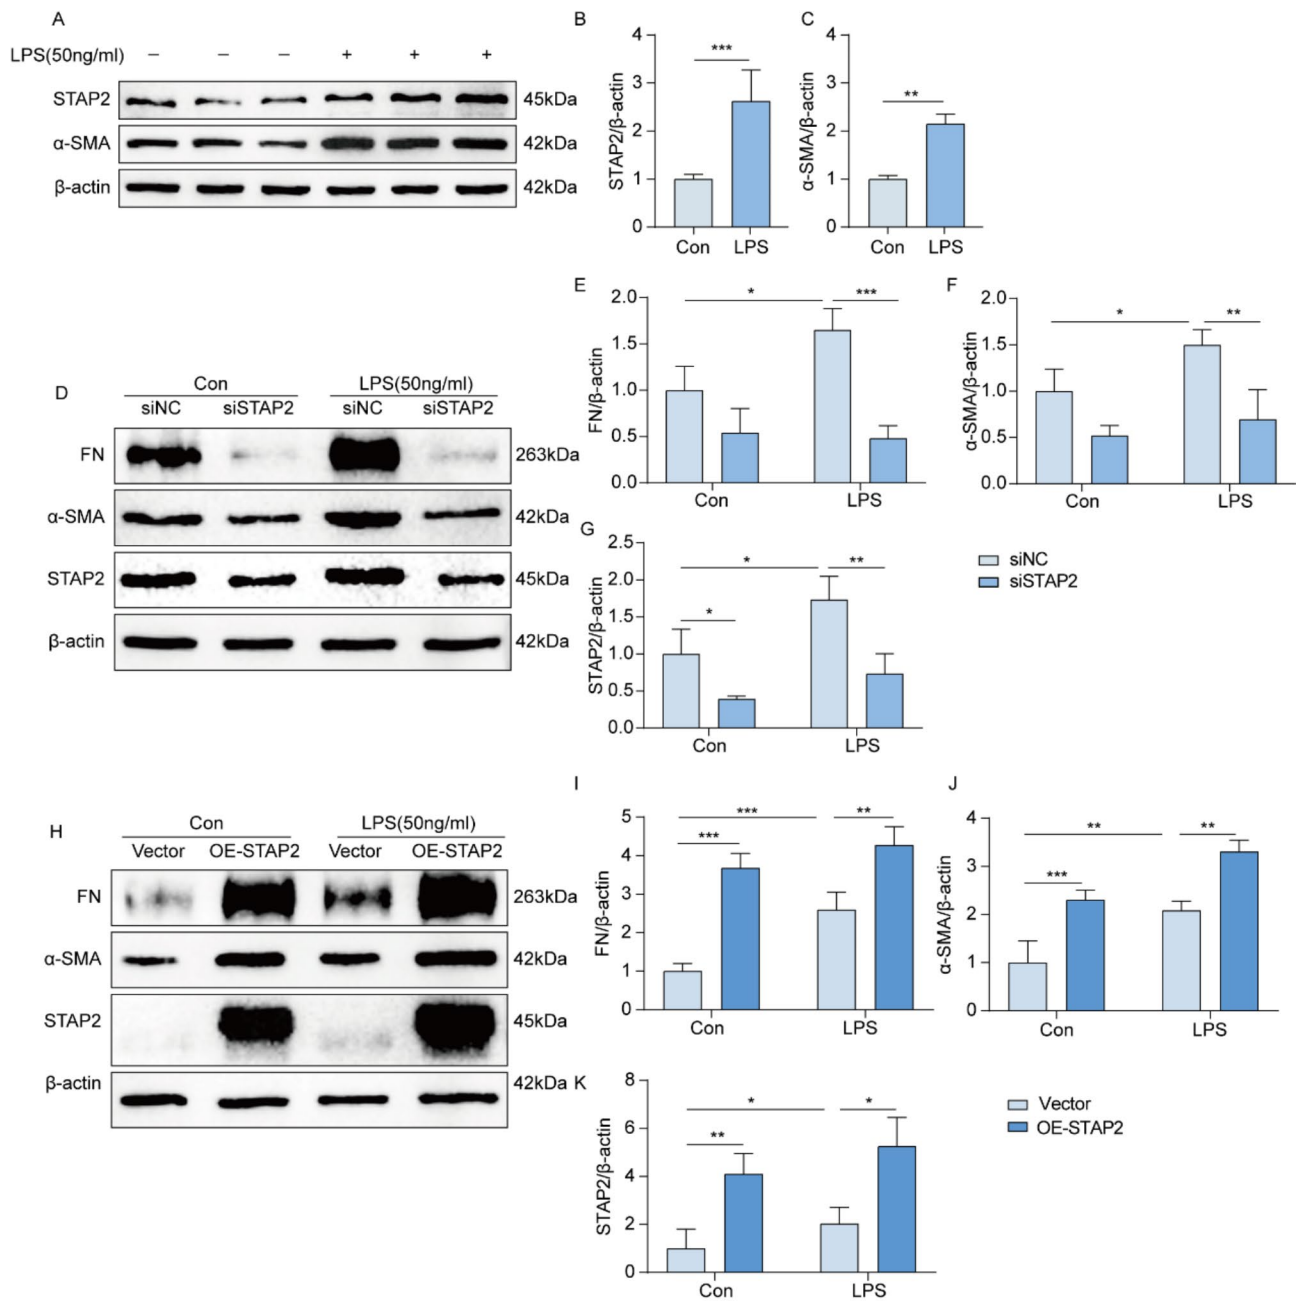 A
LPS(50ng/ml) – – – + + +
STAP2 45kDa
α-SMA 42kDa
β-actin 42kDa
B
***
STAP2/β-actin
4
3
2
1
0
Con LPS
C
**
α-SMA/β-actin
4
3
2
1
0
Con LPS
D
Con LPS(50ng/ml)
siNC siSTAP2 siNC siSTAP2
FN 263kDa
α-SMA 42kDa
STAP2 45kDa
β-actin 42kDa
E
* ***
FN/β-actin
2.0
1.5
1.0
0.5
0.0
Con LPS
F
* **
α-SMA/β-actin
2.0
1.5
1.0
0.5
0.0
Con LPS
G
* **
*
STAP2/β-actin
2.5
2.0
1.5
1.0
0.5
0.0
Con LPS
siNC
siSTAP2
H
Con LPS(50ng/ml)
Vector OE-STAP2 Vector OE-STAP2
FN 263kDa
α-SMA 42kDa
STAP2 45kDa
β-actin 42kDa
I
*** **
***
FN/β-actin
5
4
3
2
1
0
Con LPS
J
** **
***
α-SMA/β-actin
4
3
2
1
0
Con LPS
K
* *
**
STAP2/β-actin
8
6
4
2
0
Con LPS
Vector
OE-STAP2